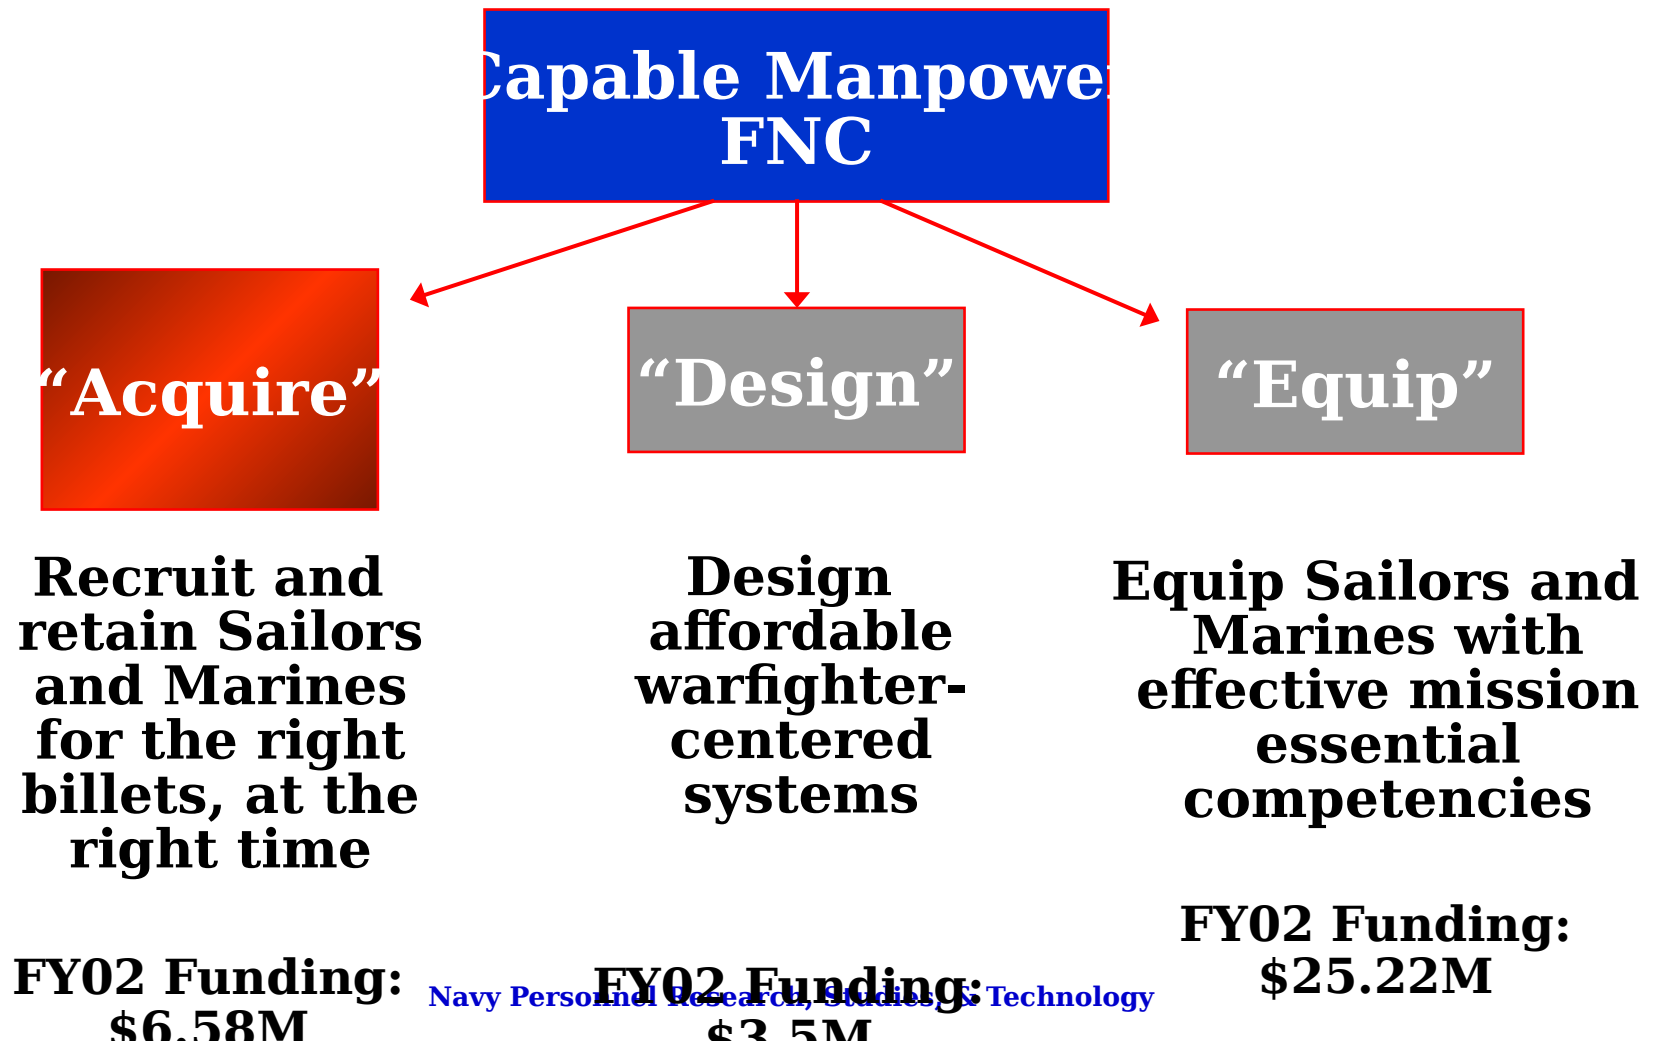 Capable Manpower
FNC
“Acquire”
“Design”
“Equip”
Recruit and
retain Sailors
and Marines
for the right
billets, at the
right time
FY02 Funding:
$6.58M
Design
affordable
warfighter-
centered
systems
FY02 Funding:
$3.5M
Equip Sailors and
Marines with
effective mission
essential
competencies
FY02 Funding:
$25.22M
Navy Personnel Research, Studies, & Technology